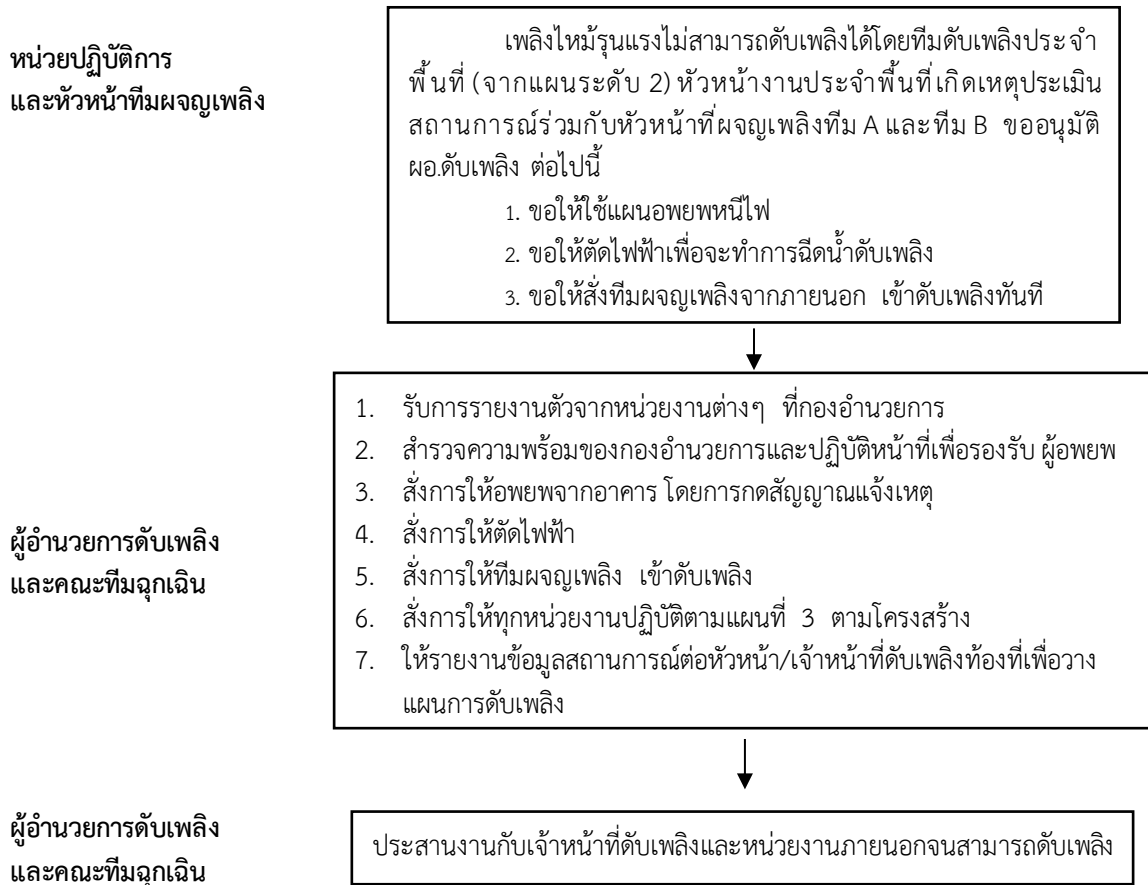 หน่วยปฏิบัติการ
และหัวหน้าทีมผจญเพลิง
เพลิงไหม้รุนแรงไม่สามารถดับเพลิงได้โดยทีมดับเพลิงประจำ
พื้นที่ (จากแผนระดับ 2) หัวหน้างานประจำพื้นที่เกิดเหตุประเมิน
สถานการณ์ร่วมกับหัวหน้าที่ผจญเพลิงทีม A และทีม B ขออนุมัติ
ผอ.ดับเพลิง ต่อไปนี้
1. ขอให้ใช้แผนอพยพหนีไฟ
2. ขอให้ตัดไฟฟ้าเพื่อจะทำการฉีดน้ำดับเพลิง
3. ขอให้สั่งทีมผจญเพลิงจากภายนอก เข้าดับเพลิงทันที
ผู้อำนวยการดับเพลิง
และคณะทีมฉุกเฉิน
1. รับการรายงานตัวจากหน่วยงานต่างๆ ที่กองอำนวยการ
2. สำรวจความพร้อมของกองอำนวยการและปฏิบัติหน้าที่เพื่อรองรับ ผู้อพยพ
3. สั่งการให้อพยพจากอาคาร โดยการกดสัญญาณแจ้งเหตุ
4. สั่งการให้ตัดไฟฟ้า
5. สั่งการให้ทีมผจญเพลิง เข้าดับเพลิง
6. สั่งการให้ทุกหน่วยงานปฏิบัติตามแผนที่ 3 ตามโครงสร้าง
7. ให้รายงานข้อมูลสถานการณ์ต่อหัวหน้า/เจ้าหน้าที่ดับเพลิงท้องที่เพื่อวาง
แผนการดับเพลิง
ผู้อำนวยการดับเพลิง
และคณะทีมฉุกเฉิน
ประสานงานกับเจ้าหน้าที่ดับเพลิงและหน่วยงานภายนอกจนสามารถดับเพลิง